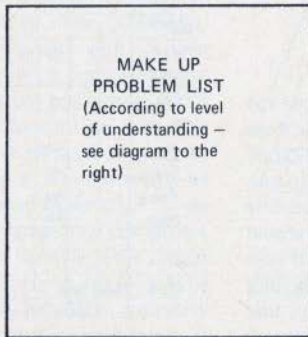 MAKE UP
PROBLEM LIST
(According to level
of understanding —
see diagram to the
right)